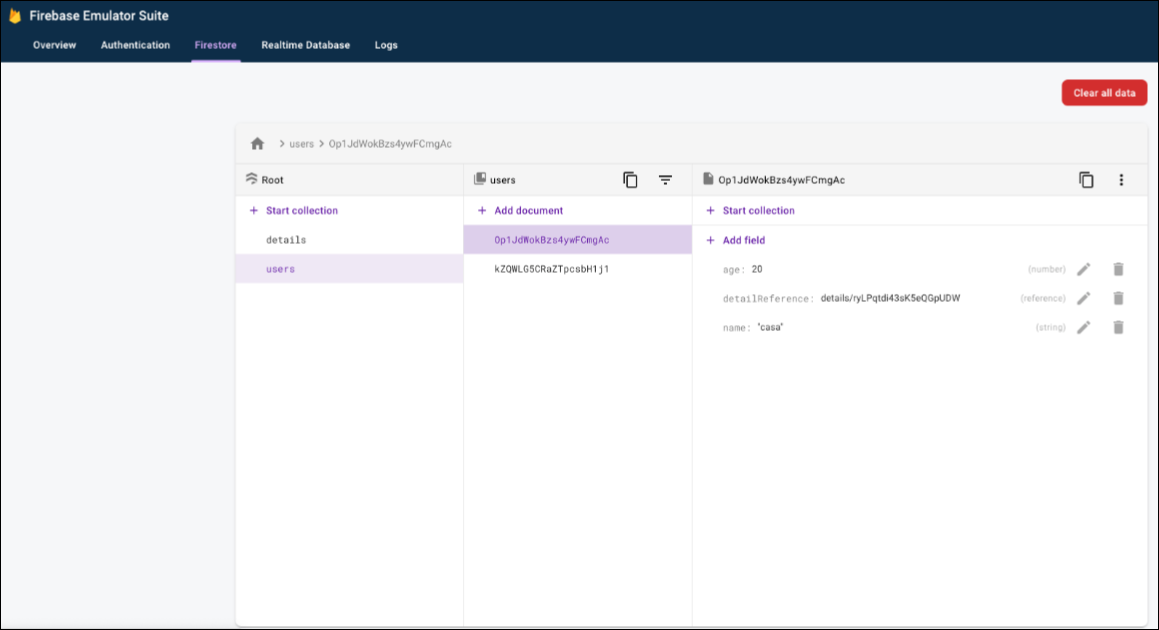 Firebase Emulator Suite
Overview Authentication Firestore Realtime Database Logs
Clear all data
users Op1JdWokBzs4ywFCmgAc
Root
Start collection
details
users
users
Add document
Op1JdWokBzs4ywFCmgAc
kZQWLG5CRaZTpcsbH1j1
Op1JdWokBzs4ywFCmgAc
Start collection
Add field
age: 20 (number)
detailReference: details/ryLPqtdi43sK5eQGpUDW (reference)
name: "casa" (string)